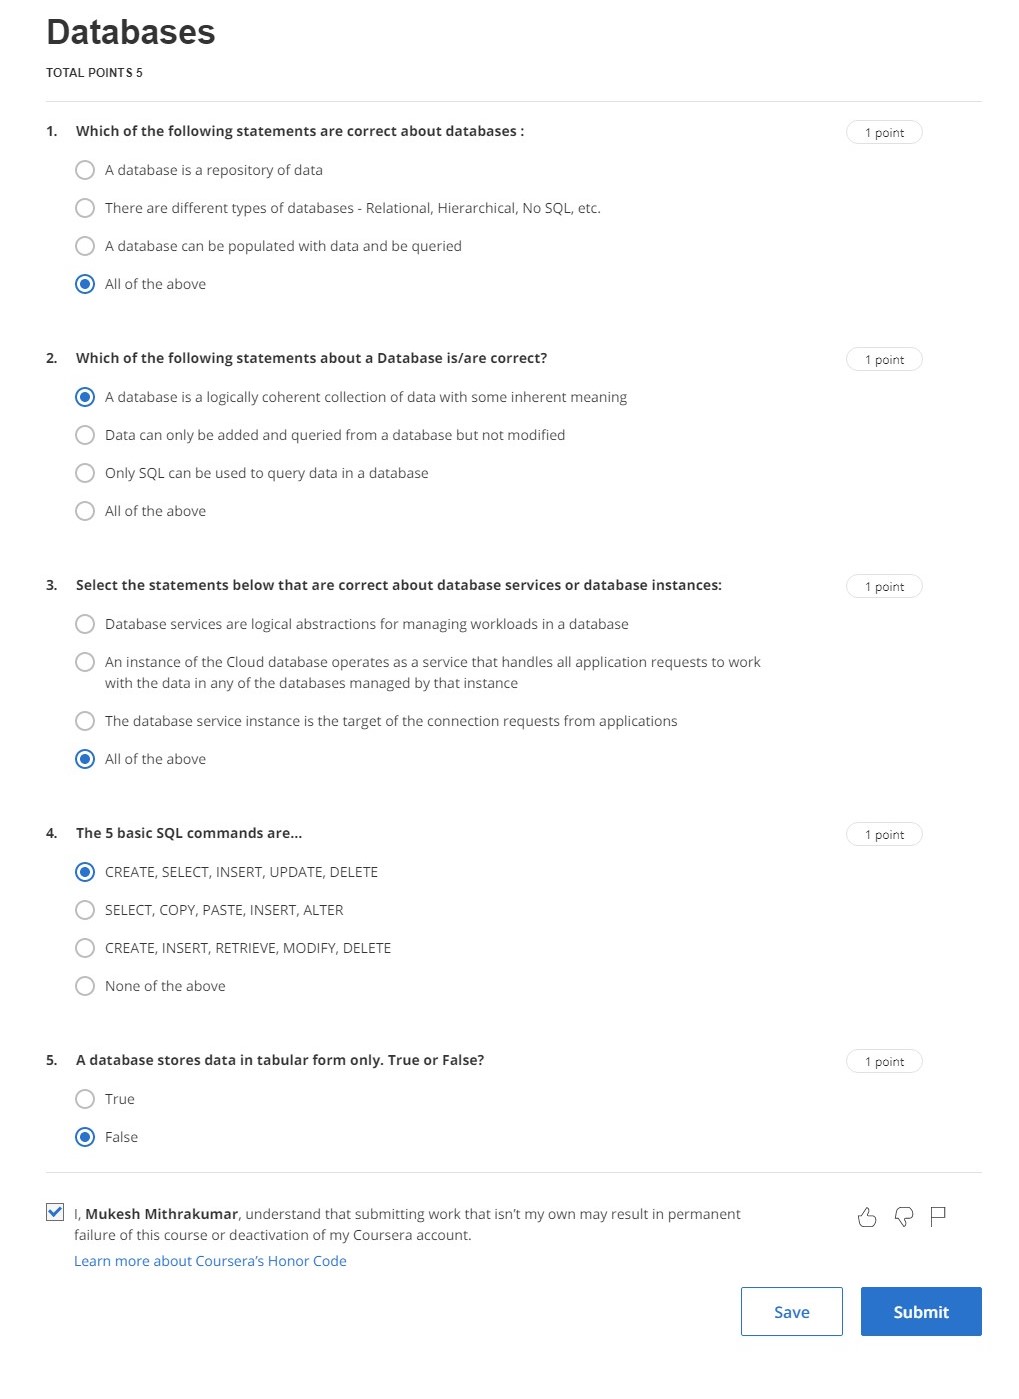 Databases
TOTAL POINTS 5
1. Which of the following statements are correct about databases : 1 point
A database is a repository of data
There are different types of databases - Relational, Hierarchical, No SQL, etc.
A database can be populated with data and be queried
All of the above
2. Which of the following statements about a Database is/are correct? 1 point
A database is a logically coherent collection of data with some inherent meaning
Data can only be added and queried from a database but not modified
Only SQL can be used to query data in a database
All of the above
3. Select the statements below that are correct about database services or database instances: 1 point
Database services are logical abstractions for managing workloads in a database
An instance of the Cloud database operates as a service that handles all application requests to work
with the data in any of the databases managed by that instance
The database service instance is the target of the connection requests from applications
All of the above
4. The 5 basic SQL commands are... 1 point
CREATE, SELECT, INSERT, UPDATE, DELETE
SELECT, COPY, PASTE, INSERT, ALTER
CREATE, INSERT, RETRIEVE, MODIFY, DELETE
None of the above
5. A database stores data in tabular form only. True or False? 1 point
True
False
I, Mukesh Mithrakumar, understand that submitting work that isn't my own may result in permanent
failure of this course or deactivation of my Coursera account.
Learn more about Coursera's Honor Code
Save Submit